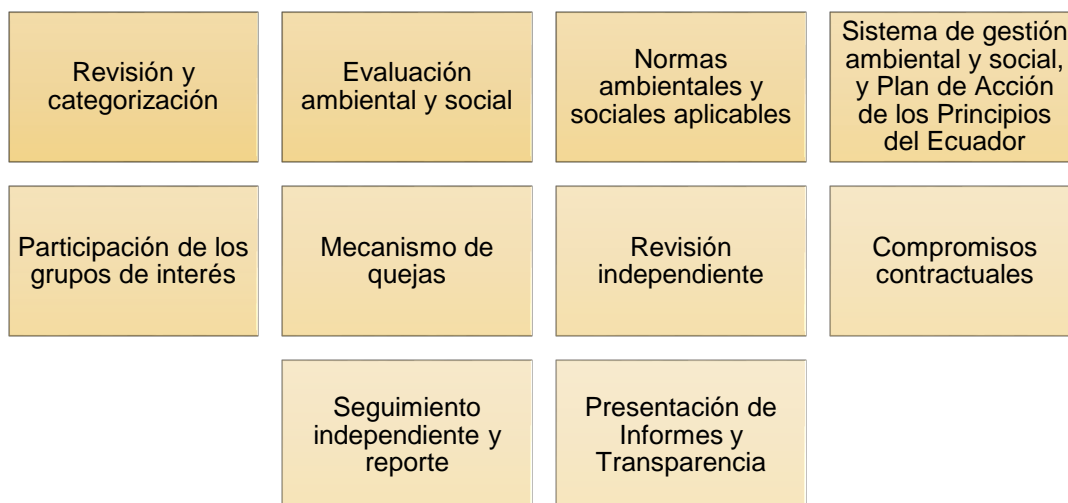 Revisión y
categorización
Evaluación
ambiental y social
Normas
ambientales y
sociales aplicables
Sistema de gestión
ambiental y social,
y Plan de Acción
de los Principios
del Ecuador
Participación de los
grupos de interés
Mecanismo de
quejas
Revisión
independiente
Compromisos
contractuales
Seguimiento
independiente y
reporte
Presentación de
Informes y
Transparencia